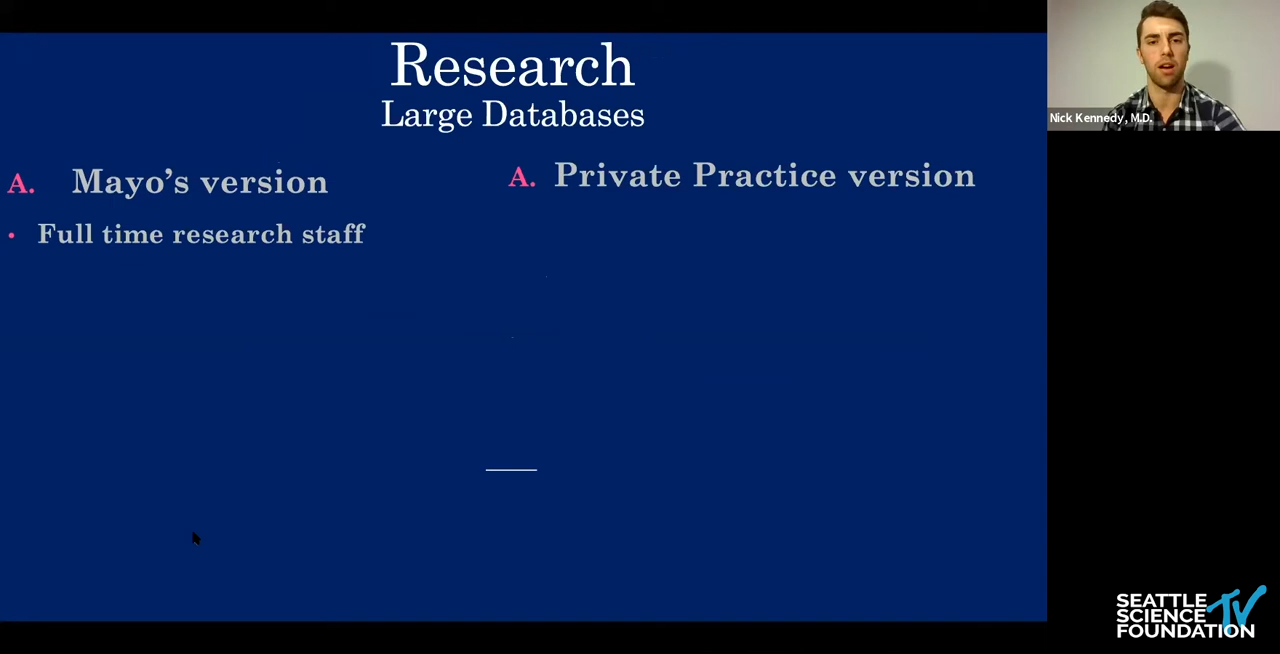 Research
Large Databases
A. Mayo’s version
• Full time research staff
A. Private Practice version
Nick Kennedy, M.D.
SEATTLE
SCIENCE TV
FOUNDATION